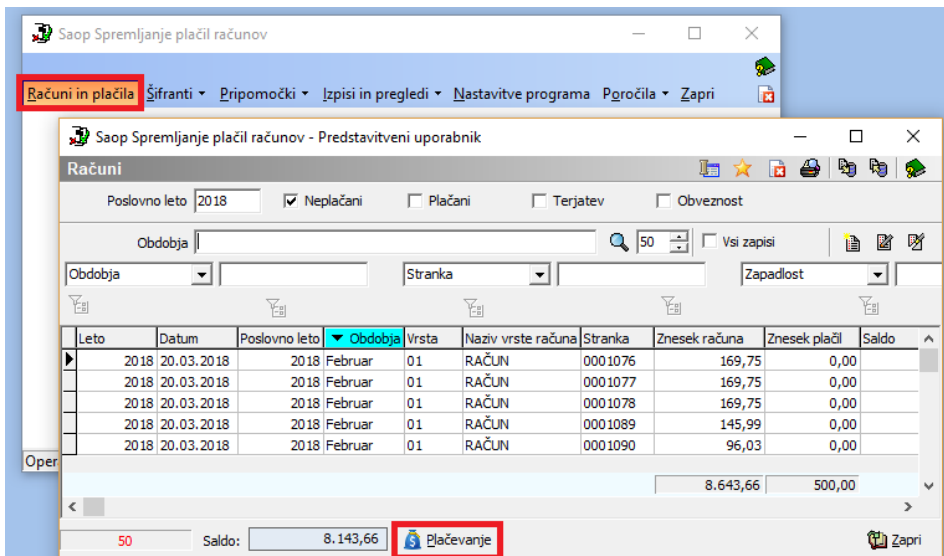 Saop Spremljanje plačil računov
Računi in plačila Šifranti Pripomočki Izpisi in pregledi Nastavitve programa Poročila Zapri
Saop Spremljanje plačil računov - Predstavitveni uporabnik
Računi
Poslovno leto 2018 Neplačani Plačani Terjatev Obveznost
Obdobja 50 Vsi zapisi
Obdobja Stranka Zapadlost
Leto Datum Poslovno leto Obdobja Vrsta Naziv vrste računa Stranka Znesek računa Znesek plačil Saldo
2018 20.03.2018 2018 Februar 01 RAČUN 0001076 169,75 0,00
2018 20.03.2018 2018 Februar 01 RAČUN 0001077 169,75 0,00
2018 20.03.2018 2018 Februar 01 RAČUN 0001078 169,75 0,00
2018 20.03.2018 2018 Februar 01 RAČUN 0001089 145,99 0,00
2018 20.03.2018 2018 Februar 01 RAČUN 0001090 96,03 0,00
Oper
8.643,66 500,00
50 Saldo: 8.143,66 Plačevanje Zapri